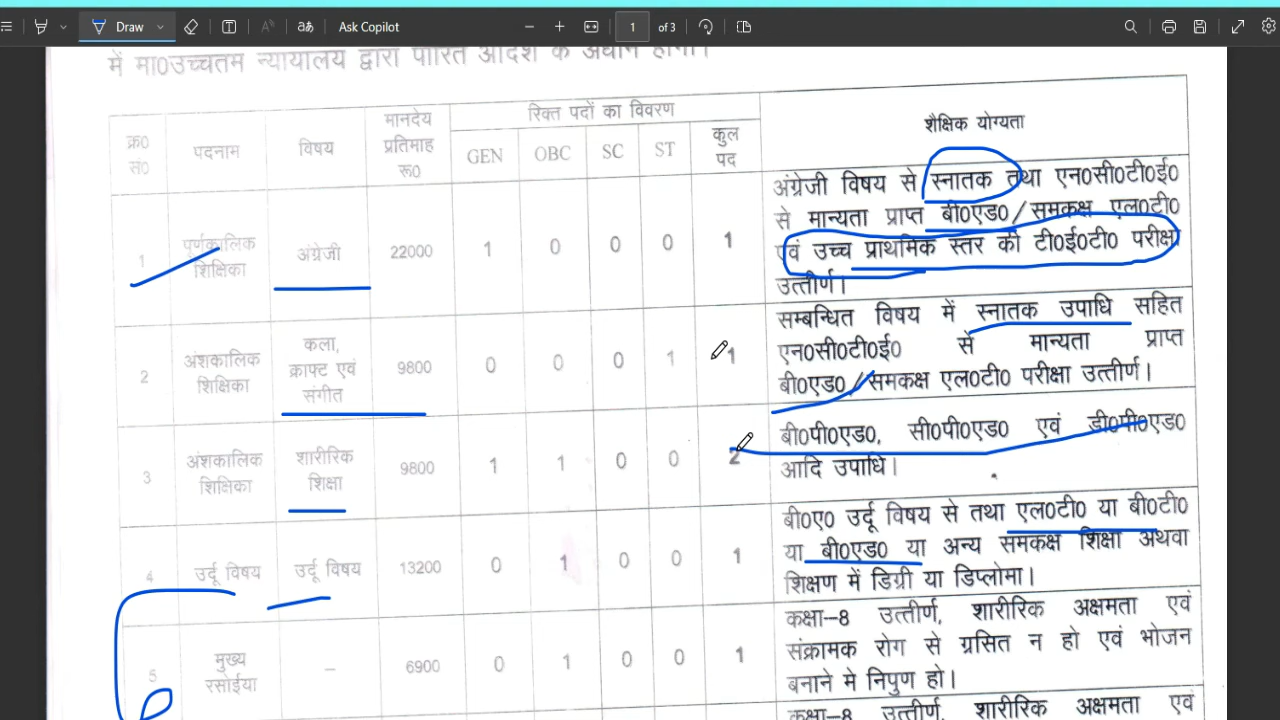 Draw
Ask Copilot
1 of 3
में मा0उच्चतम न्यायालय द्वारा पारित आदेश के अधीन होगा।
क्र0 सं0
पदनाम
विषय
मानदेय प्रतिमाह रू0
रिक्त पदों का विवरण
GEN OBC SC ST कुल पद
शैक्षिक योग्यता
1 पूर्णकालिक शिक्षिका अंग्रेजी 22000 1 0 0 0 1
अंग्रेजी विषय से स्नातक तथा एन0सी0टी0ई0
से मान्यता प्राप्त बी0एड0/समकक्ष एल0टी0
एवं उच्च प्राथमिक स्तर की टी0ई0टी0 परीक्षा
उत्तीर्ण।
2 अंशकालिक शिक्षिका कला, क्राफ्ट एवं संगीत 9800 0 0 0 1 1
सम्बन्धित विषय में स्नातक उपाधि सहित
एन0सी0टी0ई0 से मान्यता प्राप्त
बी0एड0/समकक्ष एल0टी0 परीक्षा उत्तीर्ण।
3 अंशकालिक शिक्षिका शारीरिक शिक्षा 9800 1 1 0 0 2
बी0पी0एड0, सी0पी0एड0 एवं डी0पी0एड0
आदि उपाधि।
4 उर्दू विषय उर्दू विषय 13200 0 1 0 0 1
बी0ए0 उर्दू विषय से तथा एल0टी0 या बी0टी0
या बी0एड0 या अन्य समकक्ष शिक्षा अथवा
शिक्षण में डिग्री या डिप्लोमा।
5 मुख्य रसोईया – 6900 0 1 0 0 1
कक्षा–8 उत्तीर्ण, शारीरिक अक्षमता एवं
संक्रामक रोग से ग्रसित न हो एवं भोजन
बनाने मे निपुण हो।
कक्षा–8 उत्तीर्ण, शारीरिक अक्षमता एवं